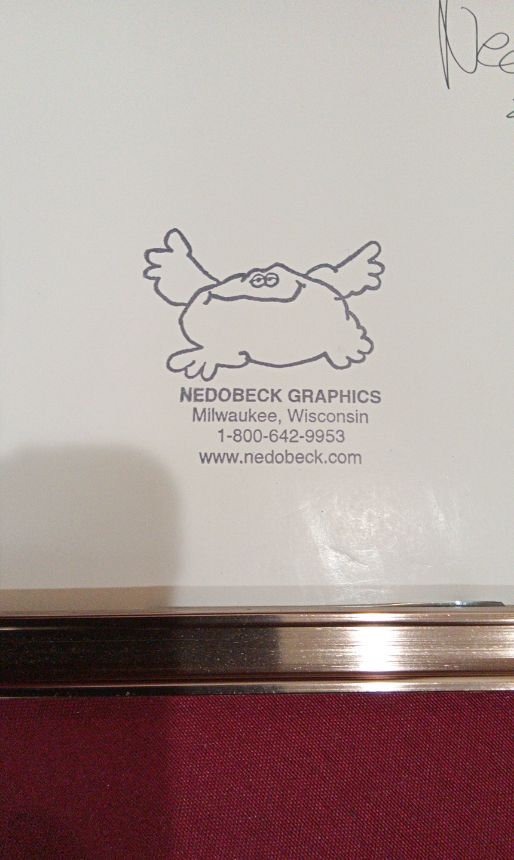 NEDOBECK GRAPHICS
Milwaukee, Wisconsin
1-800-642-9953
www.nedobeck.com